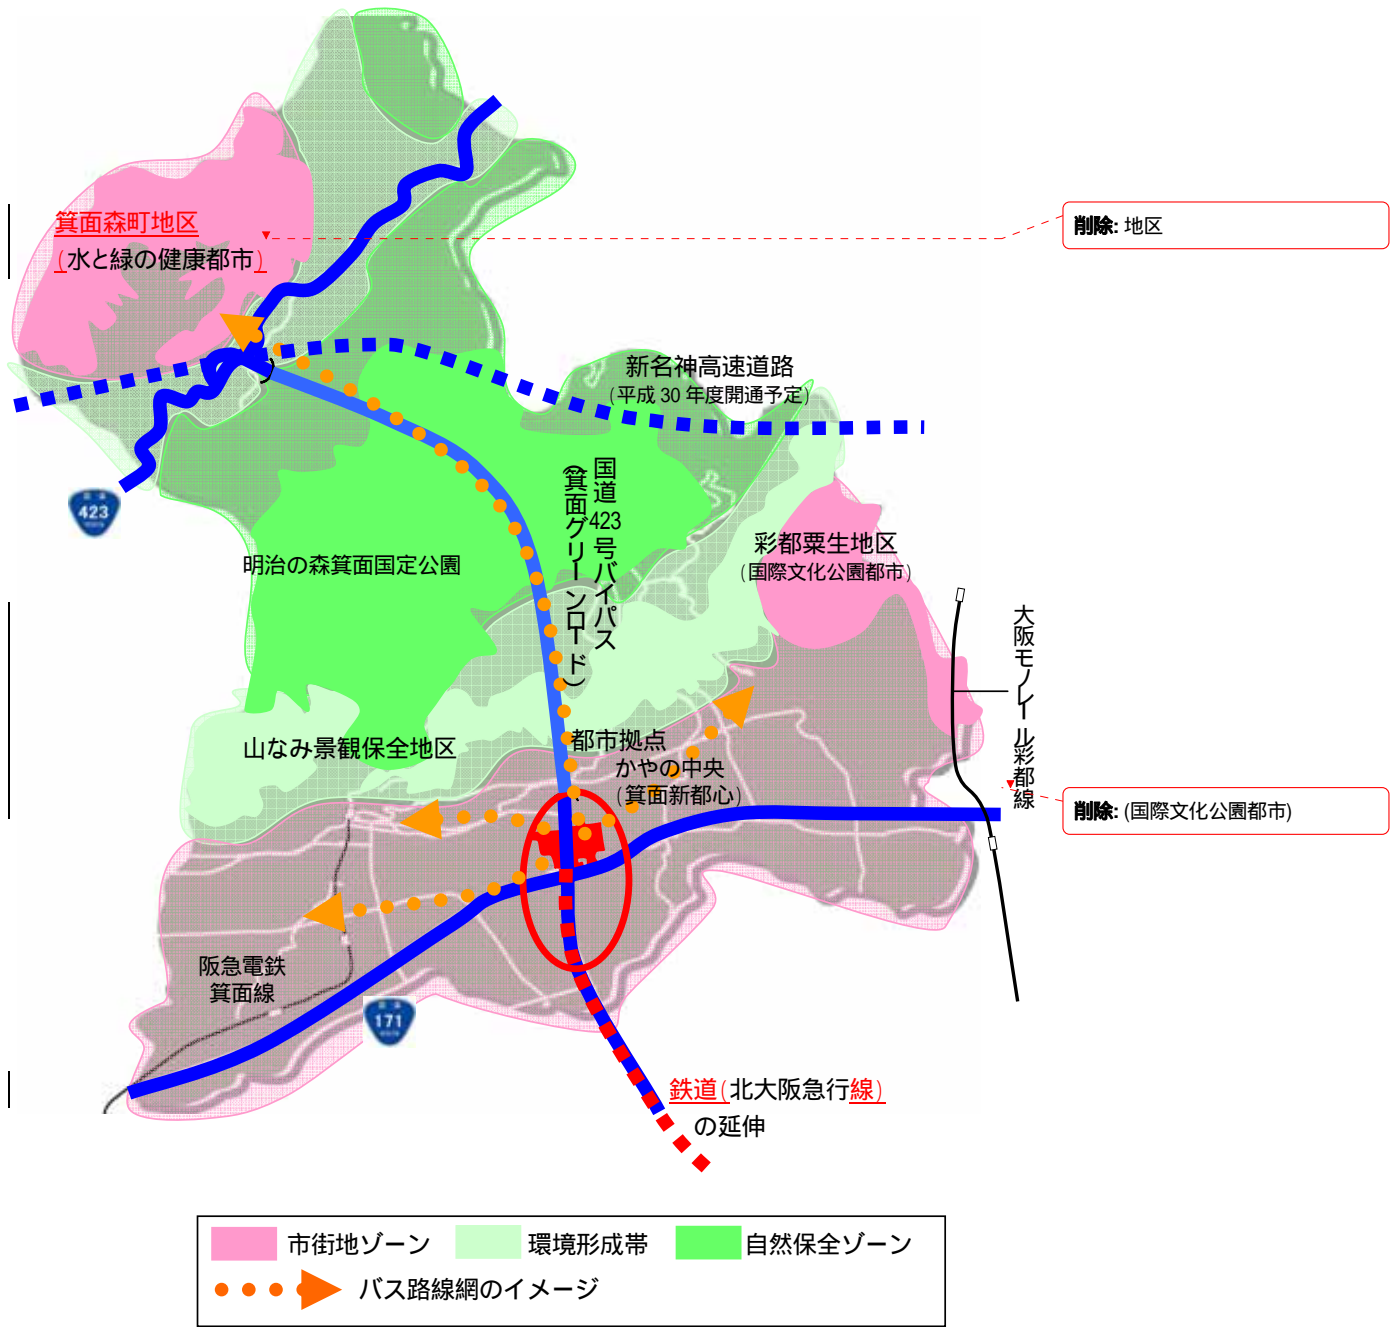 箕面森町地区
(水と緑の健康都市)
削除: 地区
新名神高速道路
(平成 30 年度開通予定)
423
国道 423 号バイパス
(箕面グリーンロード)
彩都粟生地区
(国際文化公園都市)
明治の森箕面国定公園
大阪モノレール彩都線
山なみ景観保全地区
都市拠点
かやの中央
(箕面新都心)
削除: (国際文化公園都市)
阪急電鉄
箕面線
171
鉄道(北大阪急行線)
の延伸
市街地ゾーン
環境形成帯
自然保全ゾーン
バス路線網のイメージ